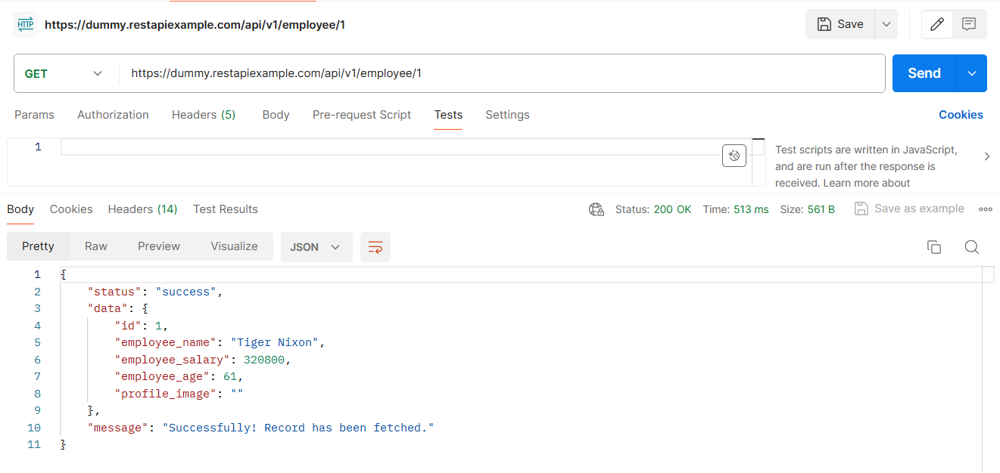 HTTP https://dummy.restapiexample.com/api/v1/employee/1 Save
GET https://dummy.restapiexample.com/api/v1/employee/1 Send
Params Authorization Headers (5) Body Pre-request Script Tests Settings Cookies
1
Test scripts are written in JavaScript,
and are run after the response is
received. Learn more about
Body Cookies Headers (14) Test Results Status: 200 OK Time: 513 ms Size: 561 B Save as example
Pretty Raw Preview Visualize JSON
1 {
2 "status": "success",
3 "data": {
4 "id": 1,
5 "employee_name": "Tiger Nixon",
6 "employee_salary": 320800,
7 "employee_age": 61,
8 "profile_image": ""
9 },
10 "message": "Successfully! Record has been fetched."
11 }